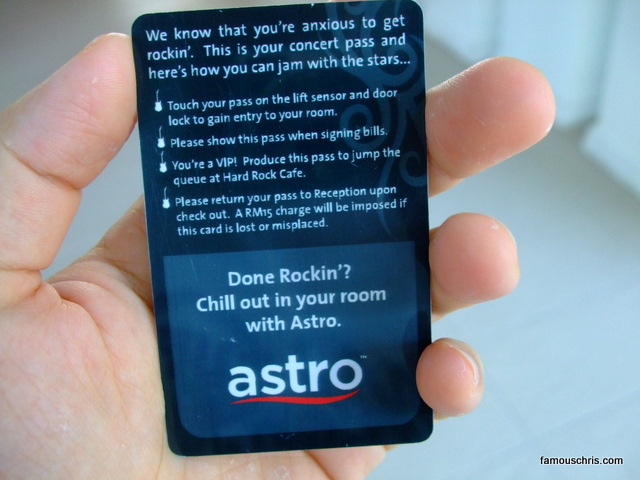 We know that you're anxious to get
rockin'. This is your concert pass and
here's how you can jam with the stars...
Touch your pass on the lift sensor and door
lock to gain entry to your room.
Please show this pass when signing bills.
You're a VIP! Produce this pass to jump the
queue at Hard Rock Cafe.
Please return your pass to Reception upon
check out. A RM15 charge will be imposed if
this card is lost or misplaced.
Done Rockin'?
Chill out in your room
with Astro.
astro™
famouschris.com